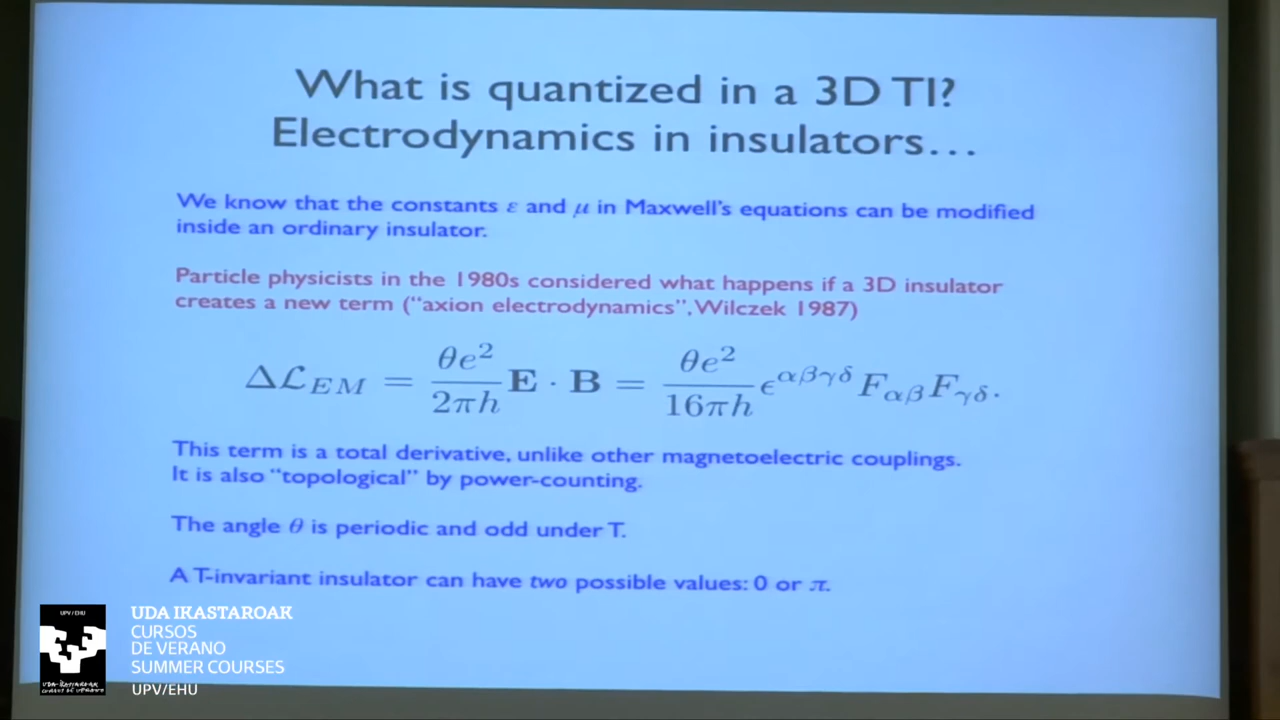 What is quantized in a 3D TI?
Electrodynamics in insulators...
We know that the constants ε and μ in Maxwell's equations can be modified
inside an ordinary insulator.
Particle physicists in the 1980s considered what happens if a 3D insulator
creates a new term ("axion electrodynamics", Wilczek 1987)
Δℒ_EM = θe²/2πh E · B = θe²/16πh ϵ^αβγδ F_αβ F_γδ.
This term is a total derivative, unlike other magnetoelectric couplings.
It is also "topological" by power-counting.
The angle θ is periodic and odd under T.
A T-invariant insulator can have two possible values: 0 or π.
UPV/EHU
UDA IKASTAROAK
CURSOS
DE VERANO
SUMMER COURSES
UPV/EHU